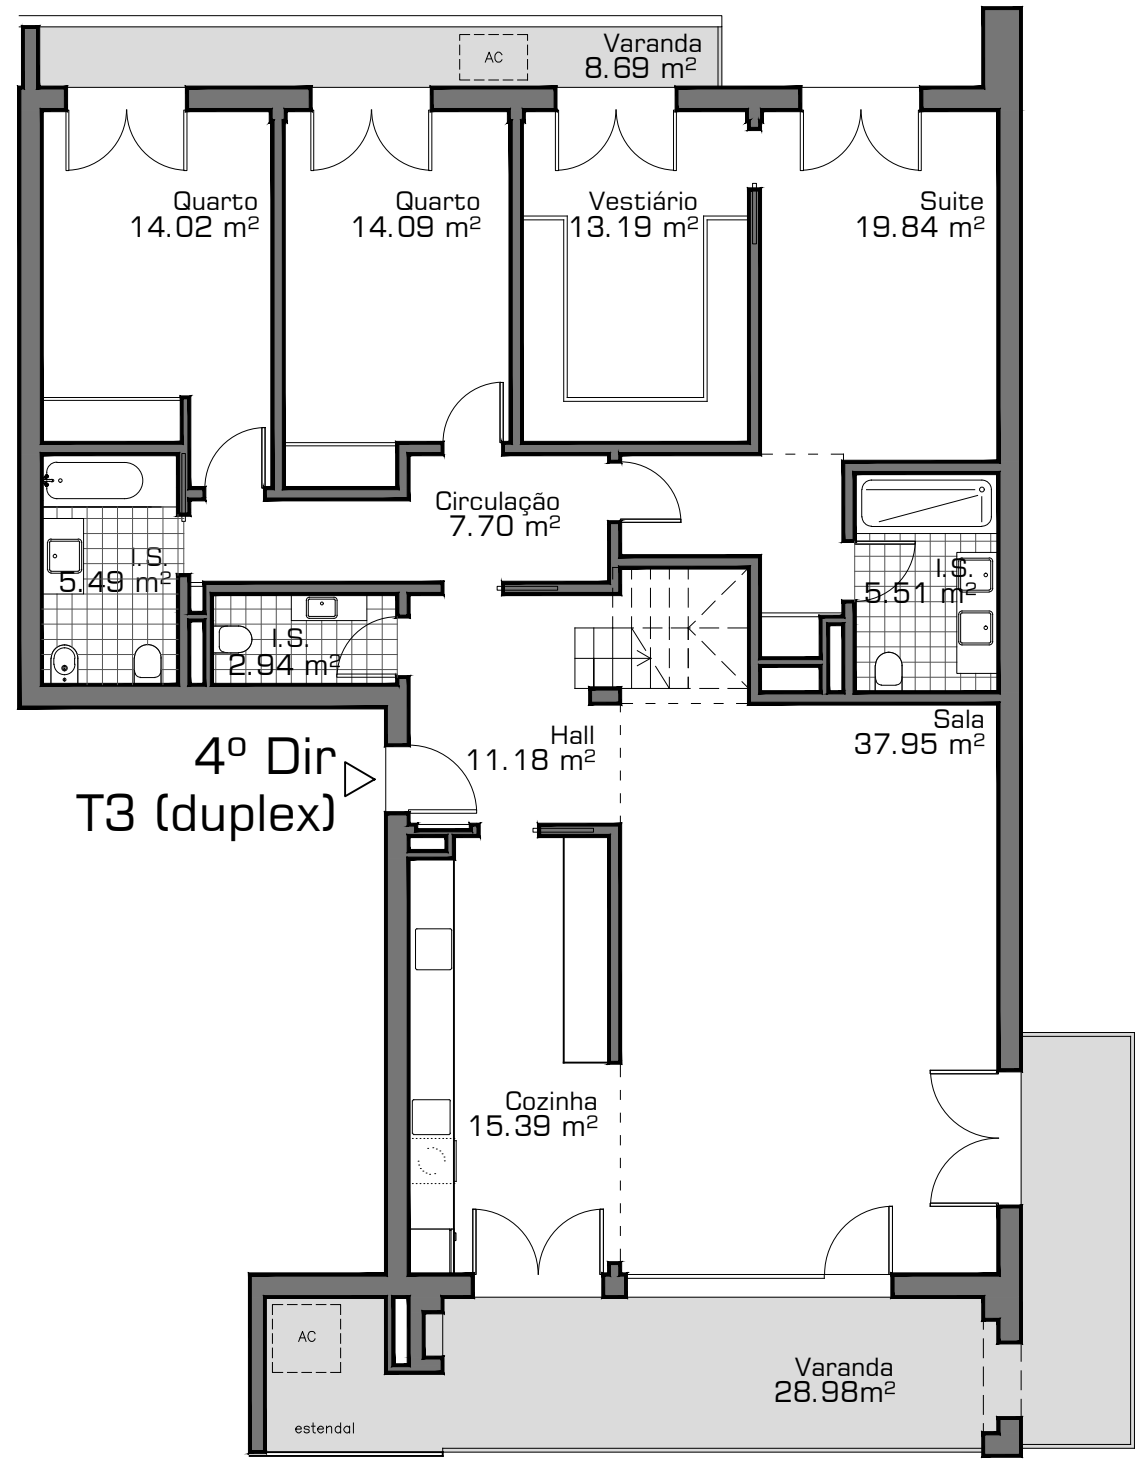 Varanda
8.69 m²
AC
Quarto
14.02 m²
Quarto
14.09 m²
Vestiário
13.19 m²
Suite
19.84 m²
Circulação
7.70 m²
I.S.
5.49 m²
I.S.
5.51 m²
I.S.
2.94 m²
Hall
11.18 m²
Sala
37.95 m²
4º Dir
T3 (duplex)
Cozinha
15.39 m²
AC
Varanda
28.98m²
estendal